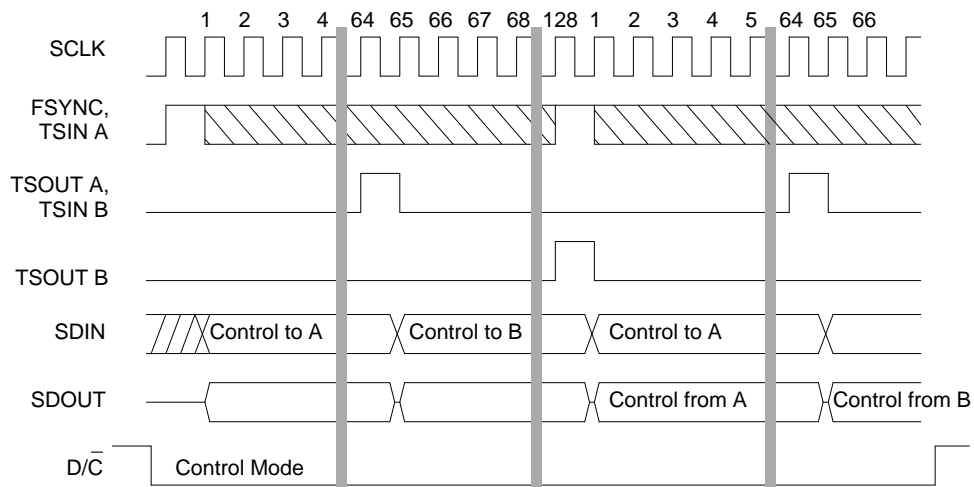 1 2 3 4 64 65 66 67 68 128 1 2 3 4 5 64 65 66
SCLK
FSYNC,
TSIN A
TSOUT A,
TSIN B
TSOUT B
SDIN Control to A Control to B Control to A
SDOUT Control from A Control from B
D/C̅ Control Mode